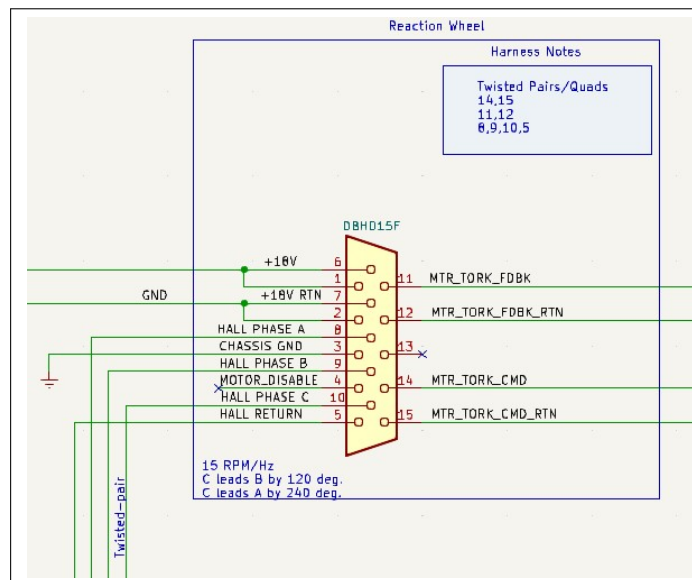 Reaction Wheel
Harness Notes
Twisted Pairs/Quads
14,15
11,12
8,9,10,5
DBHD15F
+18V
6
1
11
MTR_TORK_FDBK
GND
+18V RTN
7
2
12
MTR_TORK_FDBK_RTN
HALL PHASE A
8
CHASSIS GND
3
13
HALL PHASE B
9
MOTOR_DISABLE
4
14
MTR_TORK_CMD
HALL PHASE C
10
HALL RETURN
5
15
MTR_TORK_CMD_RTN
15 RPM/Hz
C leads B by 120 deg.
C leads A by 240 deg.
Twisted-pair